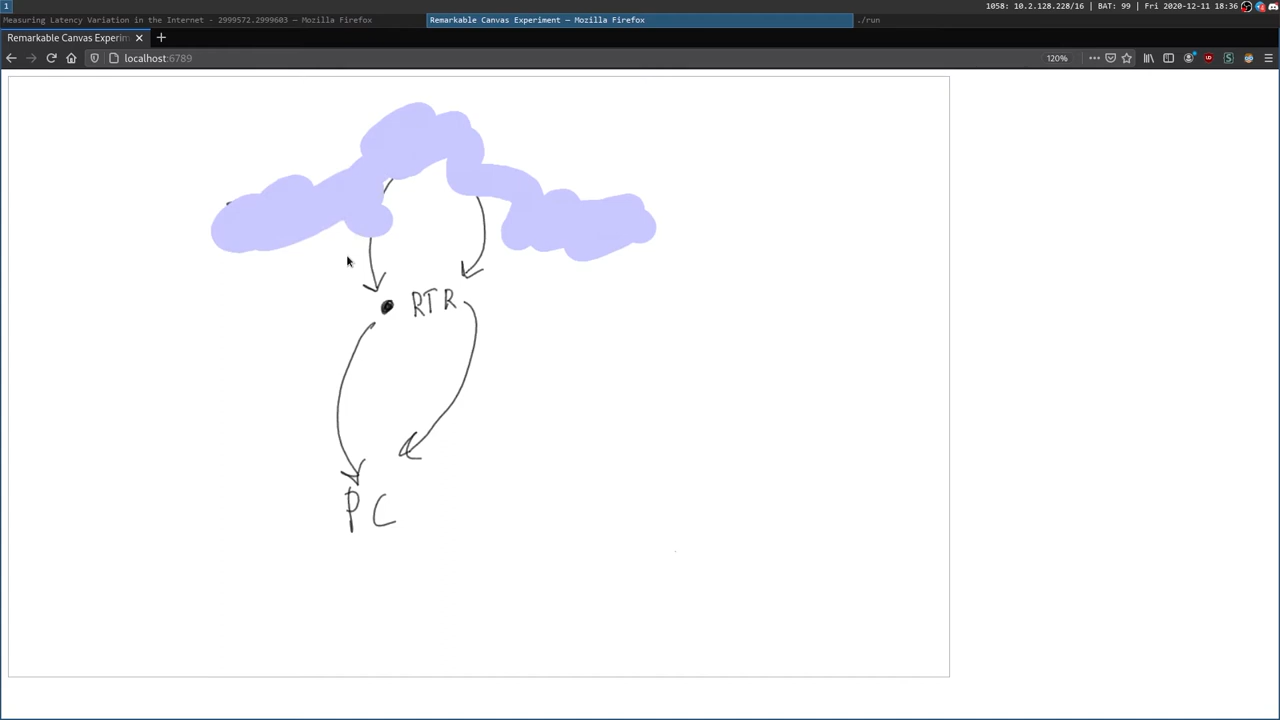 1
1058: 10.2.128.228/16 | BAT: 99 | Fri 2020-12-11 18:36
Measuring Latency Variation in the Internet - 2999572.2999603 — Mozilla Firefox
Remarkable Canvas Experiment — Mozilla Firefox
./run
Remarkable Canvas Experim
localhost:6789
120%
RTR
PC